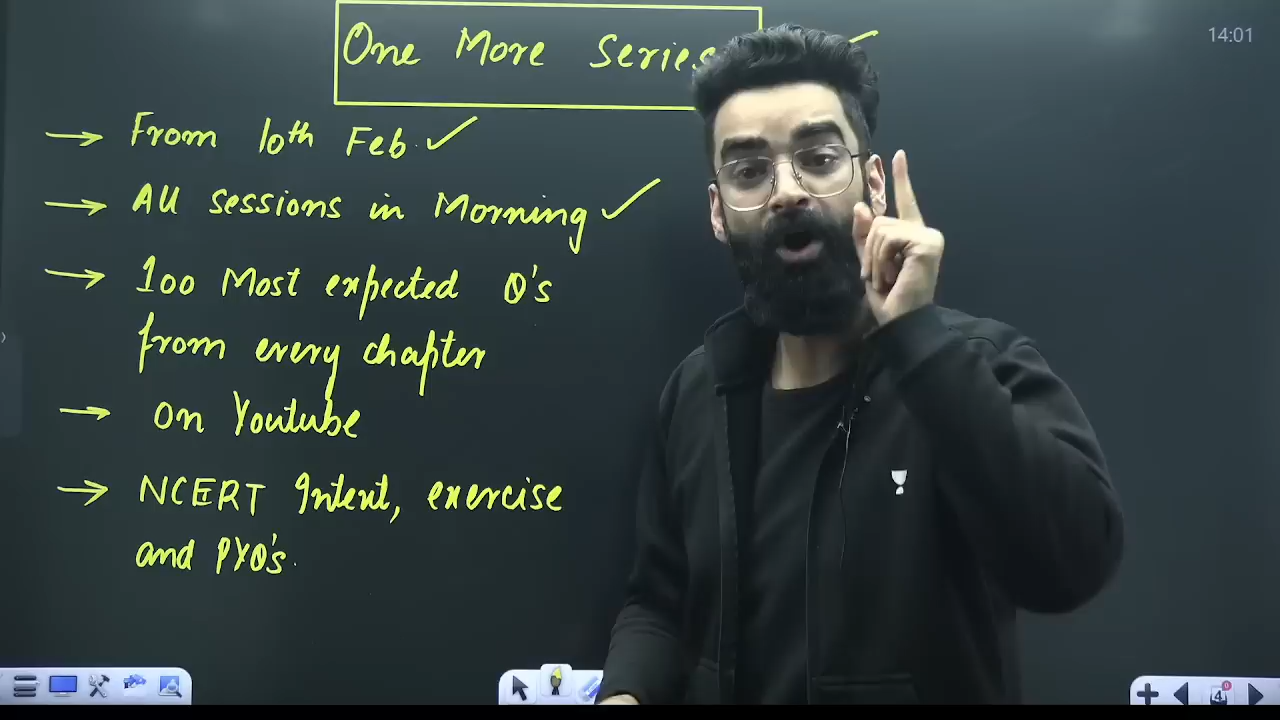 One More Series
14:01
→ From 10th Feb. ✓
→ All sessions in Morning ✓
→ 100 Most expected Q's
from every chapter
→ on Youtube
→ NCERT Intext, exercise
and PYQ's.
4